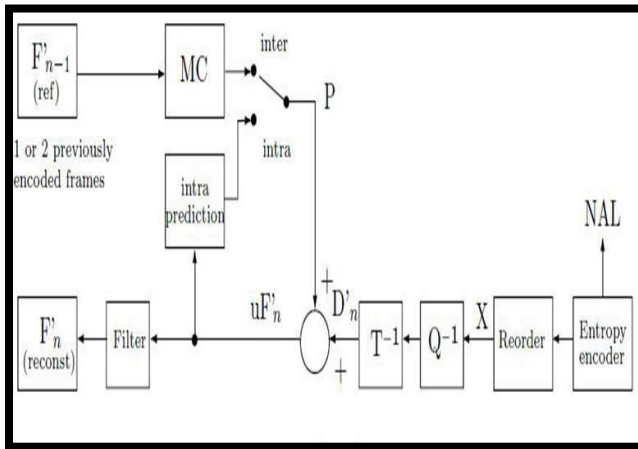 F'n-1
(ref)
MC
inter
P
intra
1 or 2 previously
encoded frames
intra
prediction
NAL
F'n
(reconst)
Filter
uF'n
+
D'n
+
T-1
Q-1
X
Reorder
Entropy
encoder